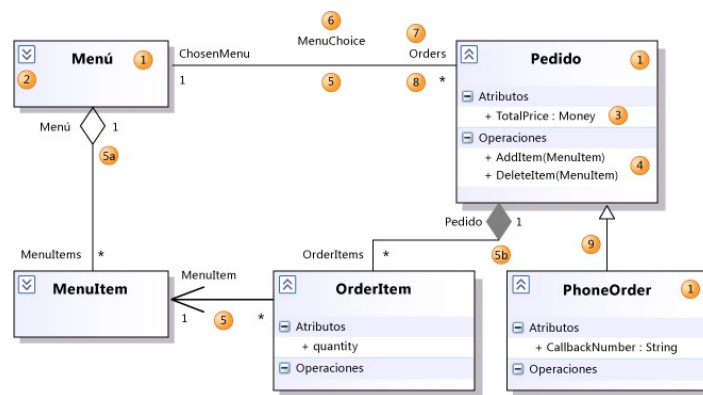 6
7
MenuChoice
Menú 1
2
ChosenMenu
Orders
1
5
8
*
Pedido 1
Atributos
+ TotalPrice : Money 3
Operaciones
+ AddItem(MenuItem)
4
+ DeleteItem(MenuItem)
Menú
1
5a
Pedido
1
5b
9
MenuItems
*
OrderItems
*
MenuItem
MenuItem
1
5
*
OrderItem
Atributos
+ quantity
Operaciones
PhoneOrder 1
Atributos
+ CallbackNumber : String
Operaciones